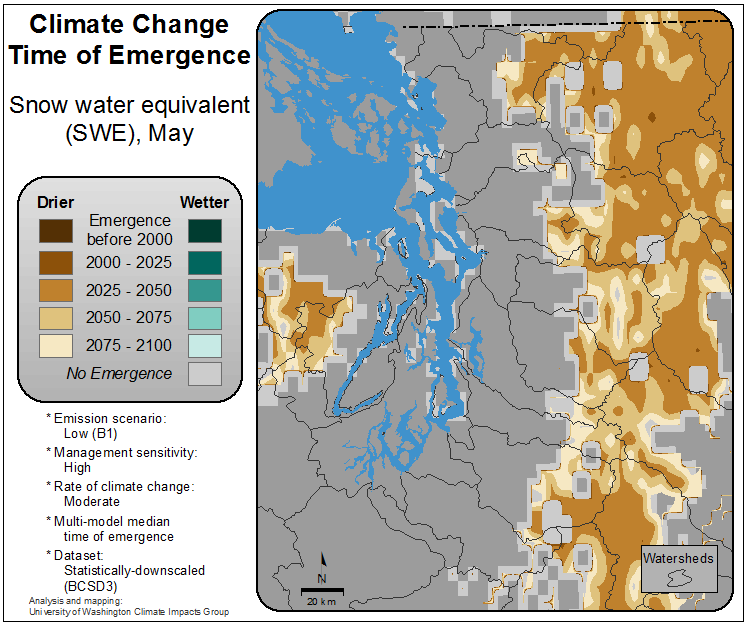 Climate Change
Time of Emergence
Snow water equivalent
(SWE), May
Drier
Wetter
Emergence
before 2000
2000 - 2025
2025 - 2050
2050 - 2075
2075 - 2100
No Emergence
* Emission scenario:
Low (B1)
* Management sensitivity:
High
* Rate of climate change:
Moderate
* Multi-model median
time of emergence
* Dataset:
Statistically-downscaled
(BCSD3)
Analysis and mapping:
University of Washington Climate Impacts Group
N
20 km
Watersheds